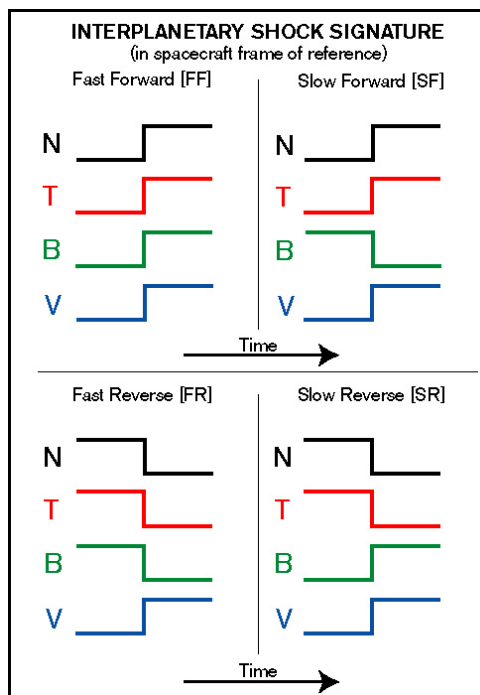 INTERPLANETARY SHOCK SIGNATURE
(in spacecraft frame of reference)
Fast Forward [FF]
N
T
B
V
Slow Forward [SF]
N
T
B
V
Time
Fast Reverse [FR]
N
T
B
V
Slow Reverse [SR]
N
T
B
V
Time